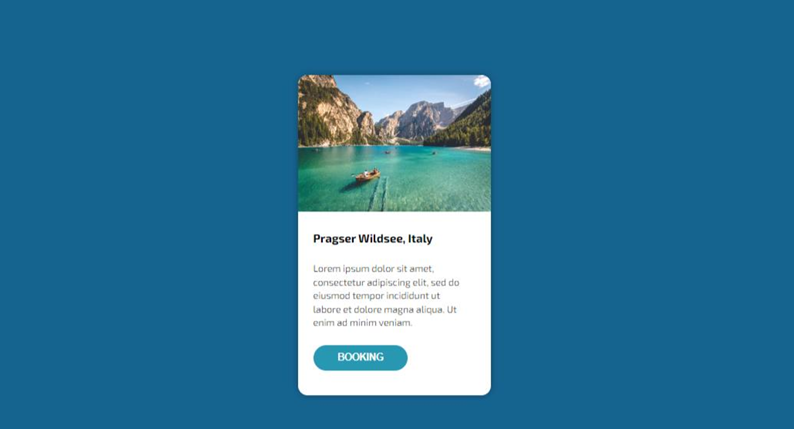 Pragser Wildsee, Italy
Lorem ipsum dolor sit amet,
consectetur adipiscing elit, sed do
eiusmod tempor incididunt ut
labore et dolore magna aliqua. Ut
enim ad minim veniam.
BOOKING